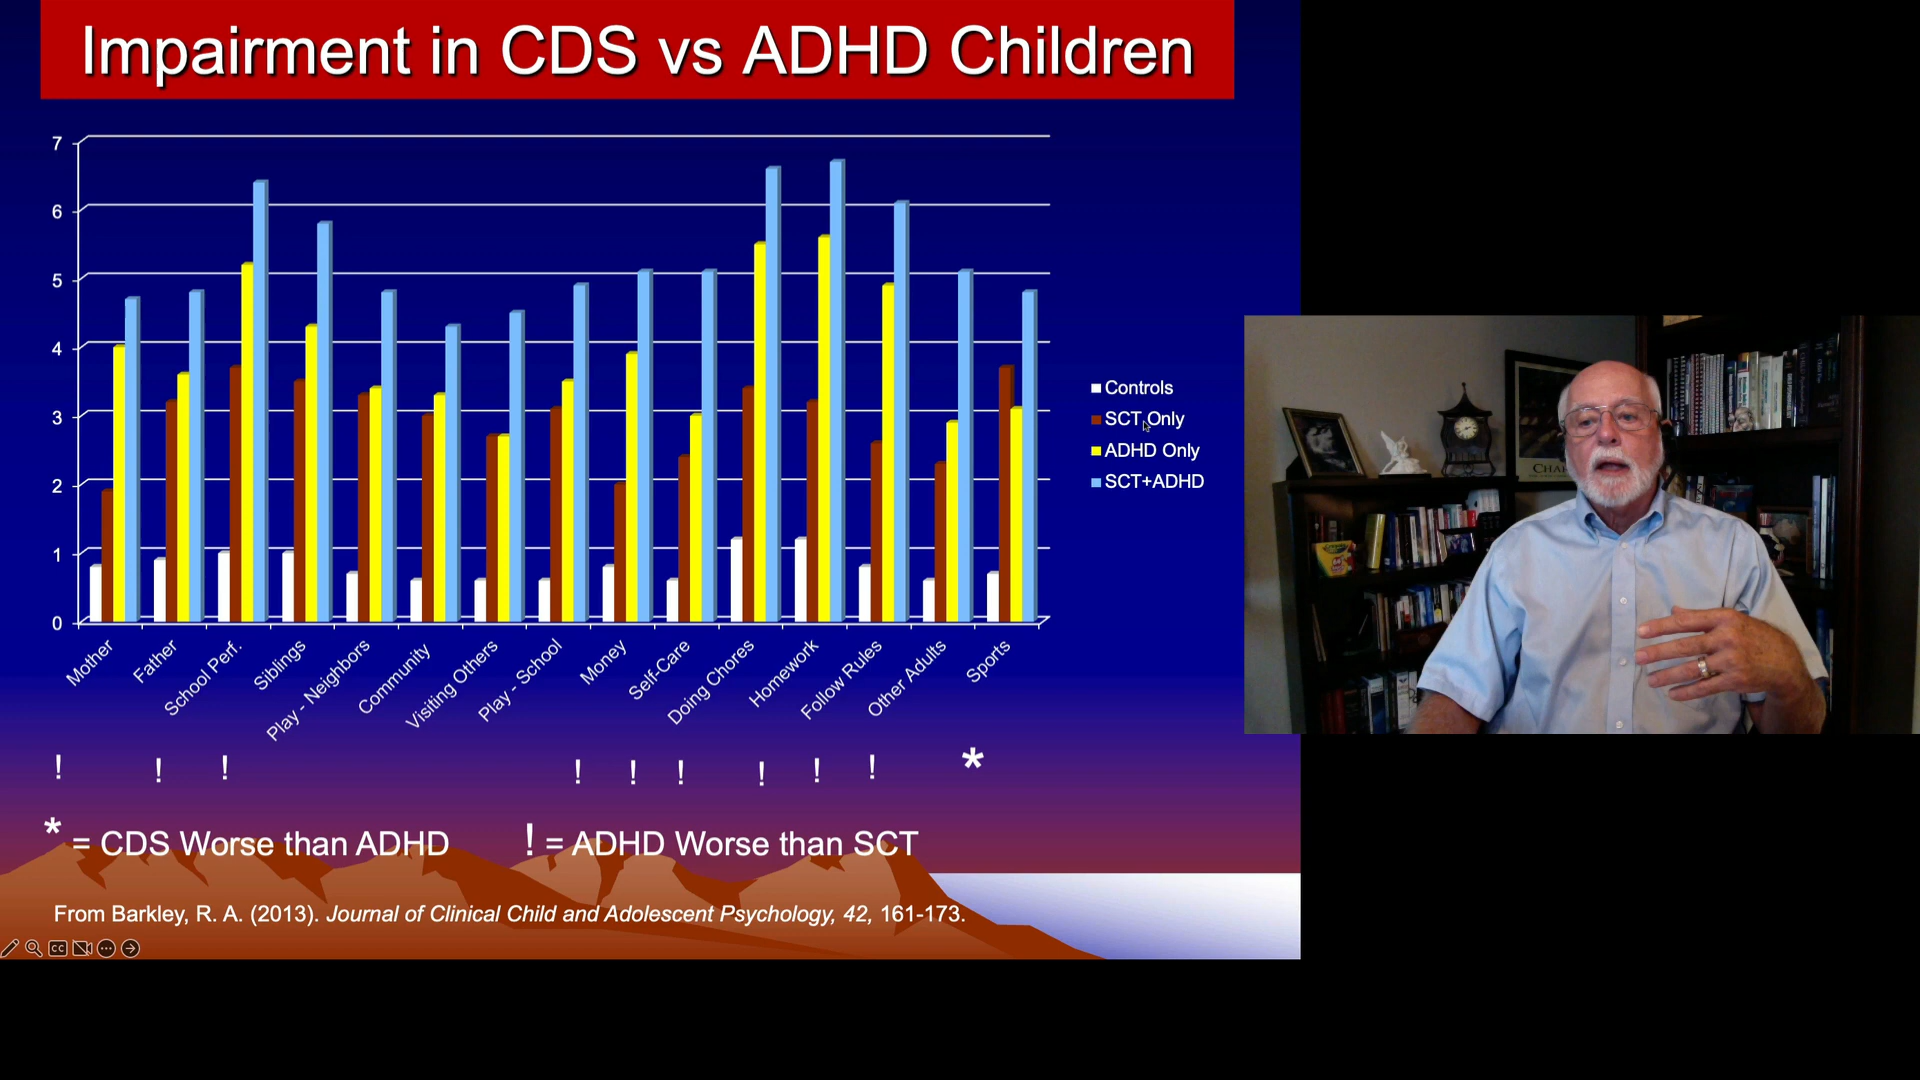 Impairment in CDS vs ADHD Children
7
6
5
4
3
2
1
0
Controls
SCT Only
ADHD Only
SCT+ADHD
Mother
Father
School Perf.
Siblings
Play - Neighbors
Community
Visiting Others
Play - School
Money
Self-Care
Doing Chores
Homework
Follow Rules
Other Adults
Sports
! ! ! ! ! ! ! ! ! *
* = CDS Worse than ADHD ! = ADHD Worse than SCT
From Barkley, R. A. (2013). Journal of Clinical Child and Adolescent Psychology, 42, 161-173.
CC